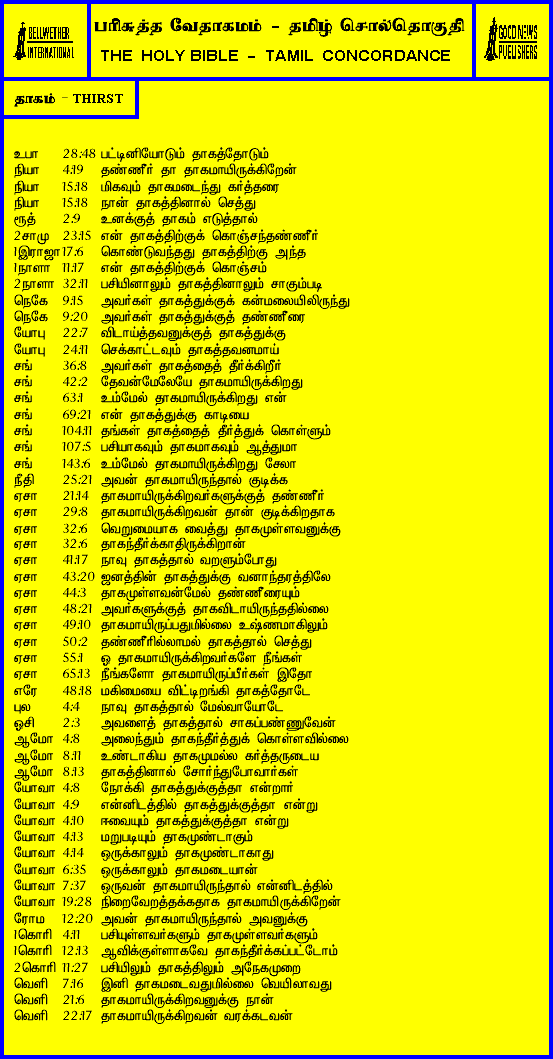 BELLWETHER
INTERNATIONAL
பரிசுத்த வேதாகமம் - தமிழ் சொல்தொகுதி
THE HOLY BIBLE - TAMIL CONCORDANCE
GOOD NEWS
PUBLISHERS
தாகம் - THIRST
உபா 28:48 பட்டினியோடும் தாகத்தோடும்
நியா 4:19 தண்ணீர் தா தாகமாயிருக்கிறேன்
நியா 15:18 மிகவும் தாகமடைந்து கர்த்தரை
நியா 15:18 நான் தாகத்தினால் செத்து
ரூத் 2:9 உனக்குத் தாகம் எடுத்தால்
2சாமு 23:15 என் தாகத்திற்குக் கொஞ்சந்தண்ணீர்
1இராஜா 17:6 கொண்டுவந்தது தாகத்திற்கு அந்த
1நாளா 11:17 என் தாகத்திற்குக் கொஞ்சம்
2நாளா 32:11 பசியினாலும் தாகத்தினாலும் சாகும்படி
நெகே 9:15 அவர்கள் தாகத்துக்குக் கன்மலையிலிருந்து
நெகே 9:20 அவர்கள் தாகத்துக்குத் தண்ணீரை
யோபு 22:7 விடாய்த்தவனுக்குத் தாகத்துக்கு
யோபு 24:11 செக்காட்டவும் தாகத்தவனமாய்
சங் 36:8 அவர்கள் தாகத்தைத் தீர்க்கிறீர்
சங் 42:2 தேவன்மேலேயே தாகமாயிருக்கிறது
சங் 63:1 உம்மேல் தாகமாயிருக்கிறது என்
சங் 69:21 என் தாகத்துக்கு காடியை
சங் 104:11 தங்கள் தாகத்தைத் தீர்த்துக் கொள்ளும்
சங் 107:5 பசியாகவும் தாகமாகவும் ஆத்துமா
சங் 143:6 உம்மேல் தாகமாயிருக்கிறது சேலா
நீதி 25:21 அவன் தாகமாயிருந்தால் குடிக்க
ஏசா 21:14 தாகமாயிருக்கிறவர்களுக்குத் தண்ணீர்
ஏசா 29:8 தாகமாயிருக்கிறவன் தான் குடிக்கிறதாக
ஏசா 32:6 வெறுமையாக வைத்து தாகமுள்ளவனுக்கு
ஏசா 32:6 தாகந்தீர்க்காதிருக்கிறான்
ஏசா 41:17 நாவு தாகத்தால் வறளும்போது
ஏசா 43:20 ஜனத்தின் தாகத்துக்கு வனாந்தரத்திலே
ஏசா 44:3 தாகமுள்ளவன்மேல் தண்ணீரையும்
ஏசா 48:21 அவர்களுக்குத் தாகவிடாயிருந்ததில்லை
ஏசா 49:10 தாகமாயிருப்பதுமில்லை உஷ்ணமாகிலும்
ஏசா 50:2 தண்ணீரில்லாமல் தாகத்தால் செத்து
ஏசா 55:1 ஓ தாகமாயிருக்கிறவர்களே நீங்கள்
ஏசா 65:13 நீங்களோ தாகமாயிருப்பீர்கள் இதோ
எரே 48:18 மகிமையை விட்டிறங்கி தாகத்தோடே
புல 4:4 நாவு தாகத்தால் மேல்வாயோடே
ஓசி 2:3 அவளைத் தாகத்தால் சாகப்பண்ணுவேன்
ஆமோ 4:8 அலைந்தும் தாகந்தீர்த்துக் கொள்ளவில்லை
ஆமோ 8:11 உண்டாகிய தாகமுமல்ல கர்த்தருடைய
ஆமோ 8:13 தாகத்தினால் சோர்ந்துபோவார்கள்
யோவா 4:8 நோக்கி தாகத்துக்குத்தா என்றார்
யோவா 4:9 என்னிடத்தில் தாகத்துக்குத்தா என்று
யோவா 4:10 ஈவையும் தாகத்துக்குத்தா என்று
யோவா 4:13 மறுபடியும் தாகமுண்டாகும்
யோவா 4:14 ஒருக்காலும் தாகமுண்டாகாது
யோவா 6:35 ஒருக்காலும் தாகமடையான்
யோவா 7:37 ஒருவன் தாகமாயிருந்தால் என்னிடத்தில்
யோவா 19:28 நிறைவேறத்தக்கதாக தாகமாயிருக்கிறேன்
ரோம 12:20 அவன் தாகமாயிருந்தால் அவனுக்கு
1கொரி 4:11 பசியுள்ளவர்களும் தாகமுள்ளவர்களும்
1கொரி 12:13 ஆவிக்குள்ளாகவே தாகந்தீர்க்கப்பட்டோம்
2கொரி 11:27 பசியிலும் தாகத்திலும் அநேகமுறை
வெளி 7:16 இனி தாகமடைவதுமில்லை வெயிலாவது
வெளி 21:6 தாகமாயிருக்கிறவனுக்கு நான்
வெளி 22:17 தாகமாயிருக்கிறவன் வரக்கடவன்